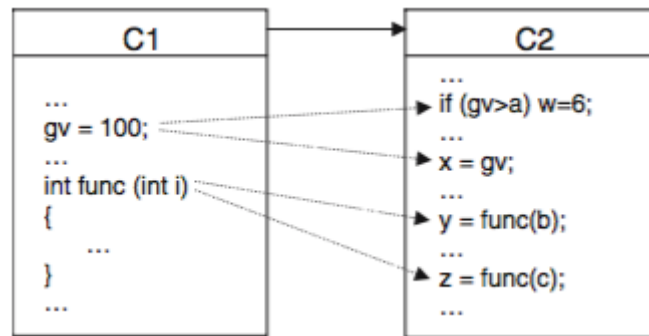 C1
...
gv = 100;
...
int func (int i)
{
...
}
...
C2
...
if (gv>a) w=6;
...
x = gv;
...
y = func(b);
...
z = func(c);
...